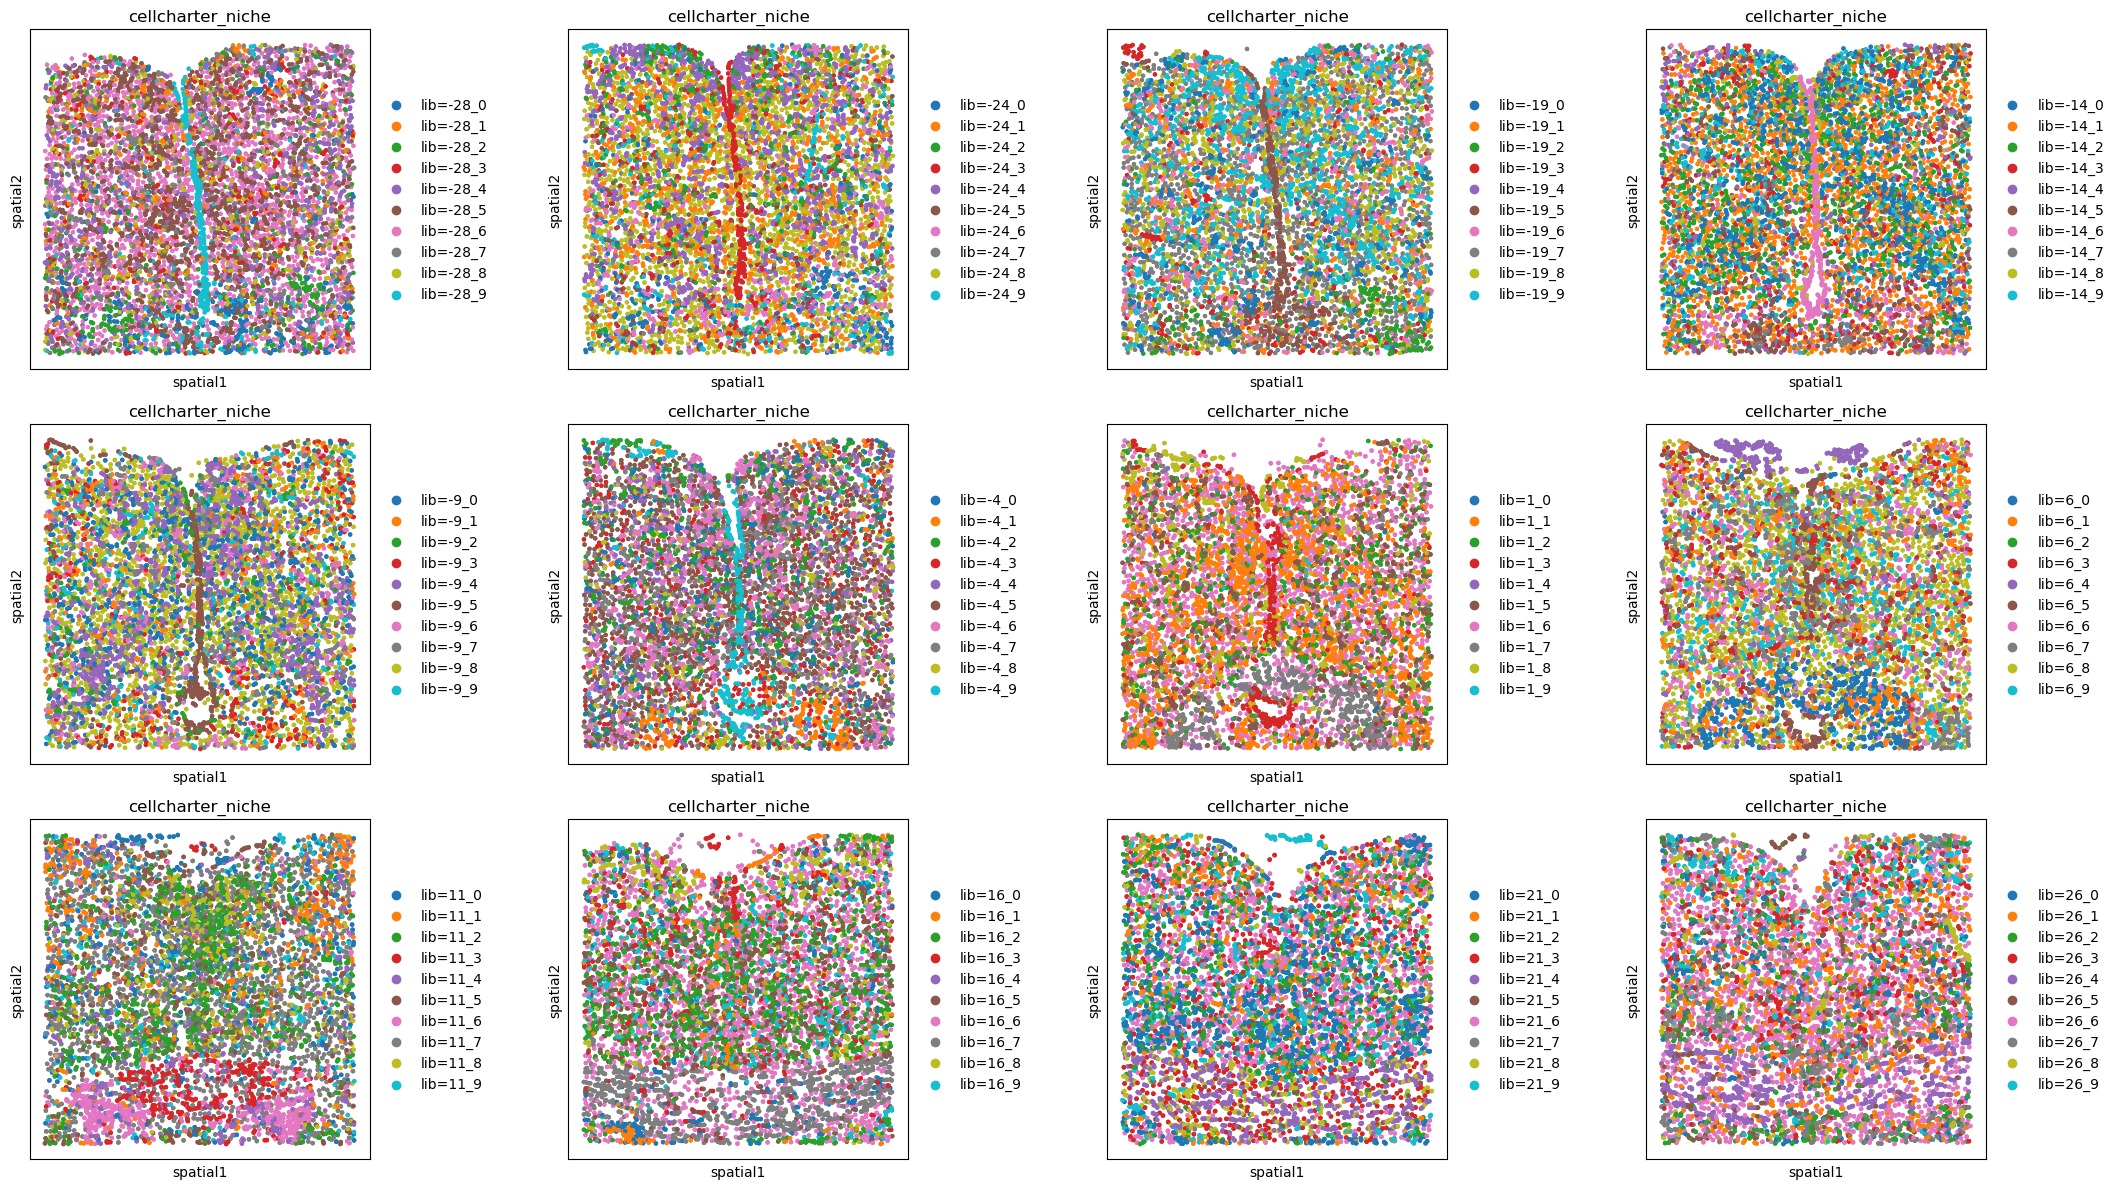 cellcharter_niche
spatial2
spatial1
lib=-28_0
lib=-28_1
lib=-28_2
lib=-28_3
lib=-28_4
lib=-28_5
lib=-28_6
lib=-28_7
lib=-28_8
lib=-28_9
cellcharter_niche
spatial2
spatial1
lib=-24_0
lib=-24_1
lib=-24_2
lib=-24_3
lib=-24_4
lib=-24_5
lib=-24_6
lib=-24_7
lib=-24_8
lib=-24_9
cellcharter_niche
spatial2
spatial1
lib=-19_0
lib=-19_1
lib=-19_2
lib=-19_3
lib=-19_4
lib=-19_5
lib=-19_6
lib=-19_7
lib=-19_8
lib=-19_9
cellcharter_niche
spatial2
spatial1
lib=-14_0
lib=-14_1
lib=-14_2
lib=-14_3
lib=-14_4
lib=-14_5
lib=-14_6
lib=-14_7
lib=-14_8
lib=-14_9
cellcharter_niche
spatial2
spatial1
lib=-9_0
lib=-9_1
lib=-9_2
lib=-9_3
lib=-9_4
lib=-9_5
lib=-9_6
lib=-9_7
lib=-9_8
lib=-9_9
cellcharter_niche
spatial2
spatial1
lib=-4_0
lib=-4_1
lib=-4_2
lib=-4_3
lib=-4_4
lib=-4_5
lib=-4_6
lib=-4_7
lib=-4_8
lib=-4_9
cellcharter_niche
spatial2
spatial1
lib=1_0
lib=1_1
lib=1_2
lib=1_3
lib=1_4
lib=1_5
lib=1_6
lib=1_7
lib=1_8
lib=1_9
cellcharter_niche
spatial2
spatial1
lib=6_0
lib=6_1
lib=6_2
lib=6_3
lib=6_4
lib=6_5
lib=6_6
lib=6_7
lib=6_8
lib=6_9
cellcharter_niche
spatial2
spatial1
lib=11_0
lib=11_1
lib=11_2
lib=11_3
lib=11_4
lib=11_5
lib=11_6
lib=11_7
lib=11_8
lib=11_9
cellcharter_niche
spatial2
spatial1
lib=16_0
lib=16_1
lib=16_2
lib=16_3
lib=16_4
lib=16_5
lib=16_6
lib=16_7
lib=16_8
lib=16_9
cellcharter_niche
spatial2
spatial1
lib=21_0
lib=21_1
lib=21_2
lib=21_3
lib=21_4
lib=21_5
lib=21_6
lib=21_7
lib=21_8
lib=21_9
cellcharter_niche
spatial2
spatial1
lib=26_0
lib=26_1
lib=26_2
lib=26_3
lib=26_4
lib=26_5
lib=26_6
lib=26_7
lib=26_8
lib=26_9